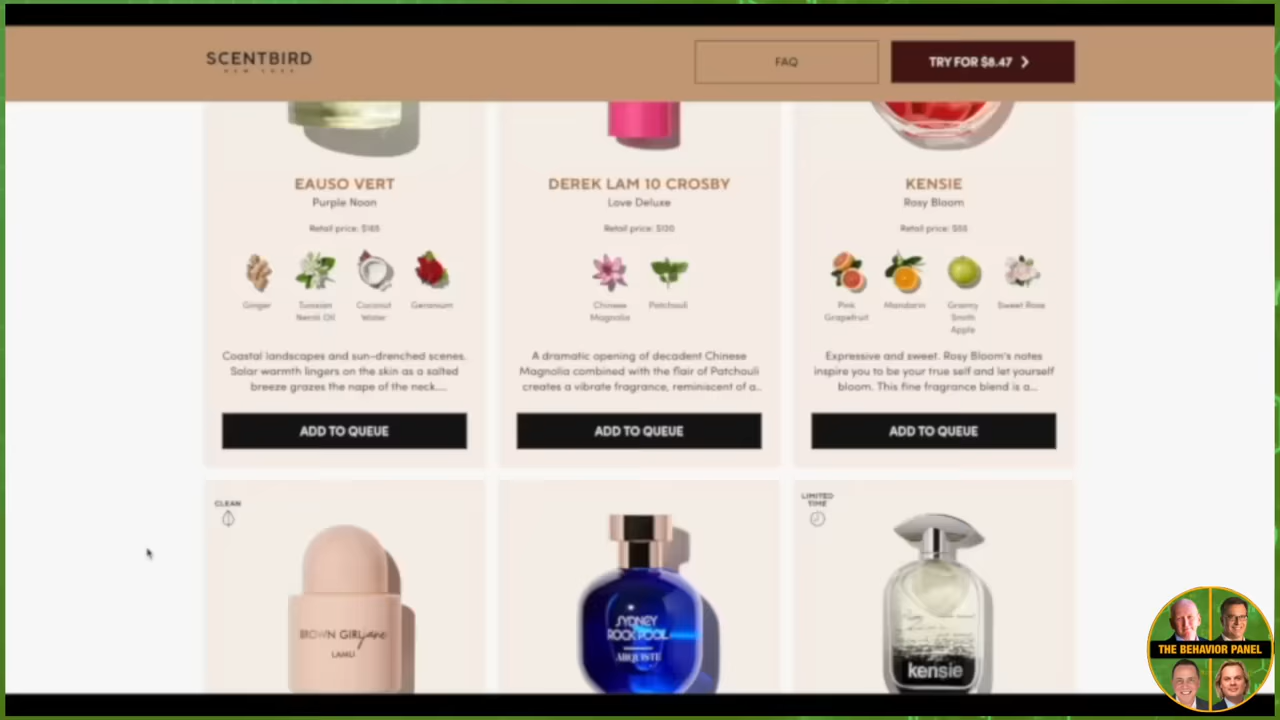 SCENTBIRD
NEW YORK
FAQ
TRY FOR $8.47
EAUSO VERT
Purple Noon
Retail price: $165
Ginger
Tunisian
Neroli Oil
Coconut
Water
Geranium
Coastal landscapes and sun-drenched scenes.
Solar warmth lingers on the skin as a salted
breeze grazes the nape of the neck....
ADD TO QUEUE
DEREK LAM 10 CROSBY
Love Deluxe
Retail price: $130
Chinese
Magnolia
Patchouli
A dramatic opening of decadent Chinese
Magnolia combined with the flair of Patchouli
creates a vibrate fragrance, reminiscent of a..
ADD TO QUEUE
KENSIE
Rosy Bloom
Retail price:
Pink
Grapefruit
Mandarin
Granny
Smith
Apple
Sweet Rose
Expressive and sweet. Rosy Bloom's notes
inspire you to be your true self and let yourself
bloom. This fine fragrance blend is a...
ADD TO QUEUE
CLEAN
BROWN GIRL jane
LAMU
SYDNEY
ROCK POOL
ARQUISTE
LIMITED
TIME
kensie
THE BEHAVIOR PANEL